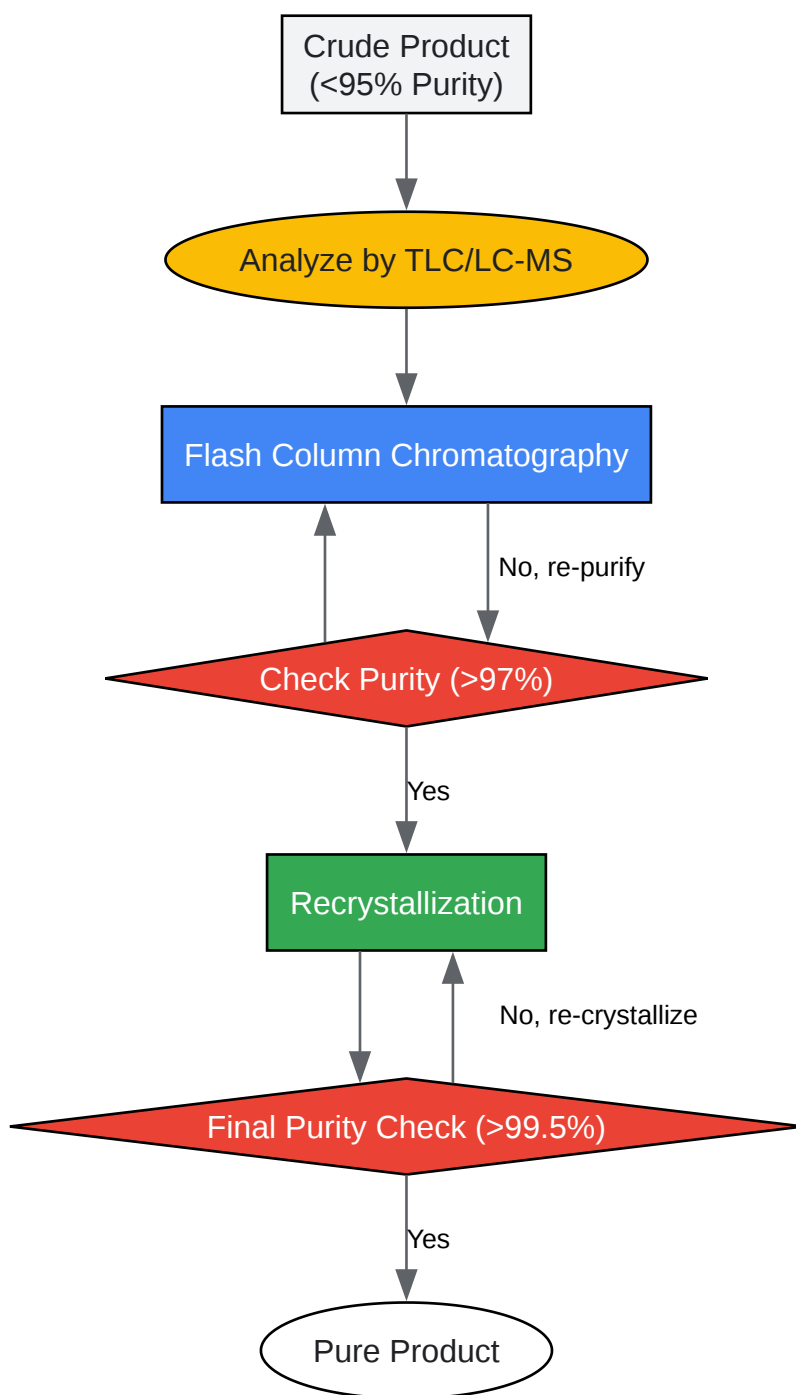 Crude Product
(<95% Purity)
Analyze by TLC/LC-MS
Flash Column Chromatography
No, re-purify
Check Purity (>97%)
Yes
Recrystallization
No, re-crystallize
Final Purity Check (>99.5%)
Yes
Pure Product